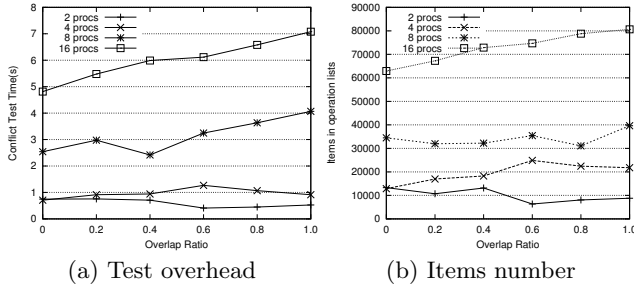 8
7
6
5
4
3
2
1
0
Conflict Test Time(s)
2 procs
4 procs
8 procs
16 procs
0 0.2 0.4 0.6 0.8 1.0
Overlap Ratio
(a) Test overhead
90000
80000
70000
60000
50000
40000
30000
20000
10000
0
Items in operation lists
2 procs
4 procs
8 procs
16 procs
0 0.2 0.4 0.6 0.8 1.0
Overlap Ratio
(b) Items number